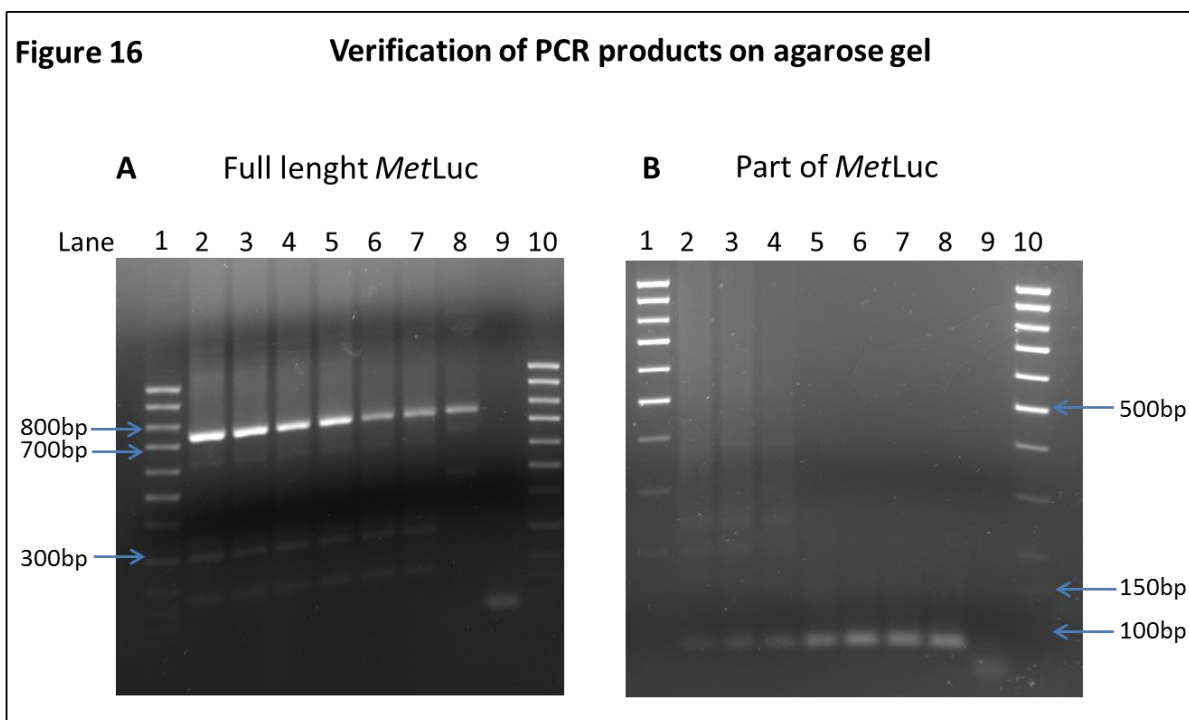 Figure 16
Verification of PCR products on agarose gel
A
Full lenght MetLuc
Lane 1 2 3 4 5 6 7 8 9 10
800bp
700bp
300bp
B
Part of MetLuc
1 2 3 4 5 6 7 8 9 10
500bp
150bp
100bp